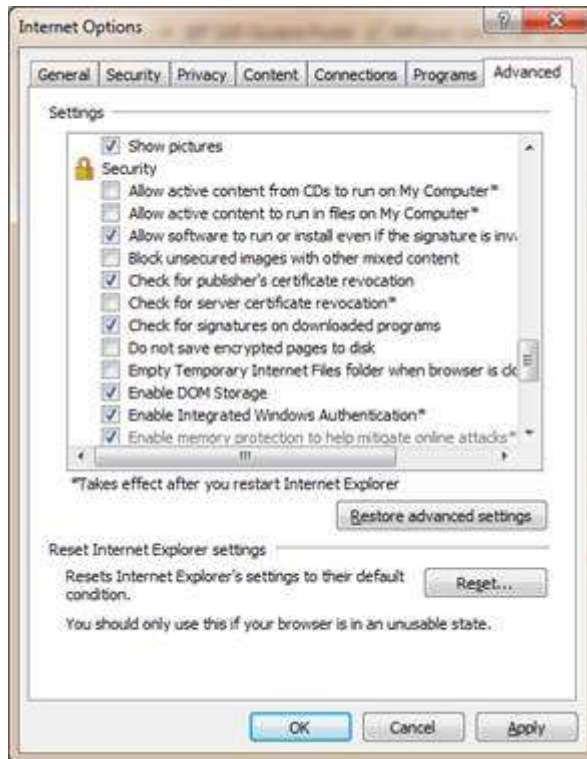 Internet Options
General Security Privacy Content Connections Programs Advanced
Settings
Show pictures
Security
Allow active content from CDs to run on My Computer*
Allow active content to run in files on My Computer*
Allow software to run or install even if the signature is inv
Block unsecured images with other mixed content
Check for publisher's certificate revocation
Check for server certificate revocation*
Check for signatures on downloaded programs
Do not save encrypted pages to disk
Empty Temporary Internet Files folder when browser is clo
Enable DOM Storage
Enable Integrated Windows Authentication*
Enable memory protection to help mitigate online attacks*
*Takes effect after you restart Internet Explorer
Restore advanced settings
Reset Internet Explorer settings
Resets Internet Explorer's settings to their default
condition.
Reset...
You should only use this if your browser is in an unusable state.
OK Cancel Apply